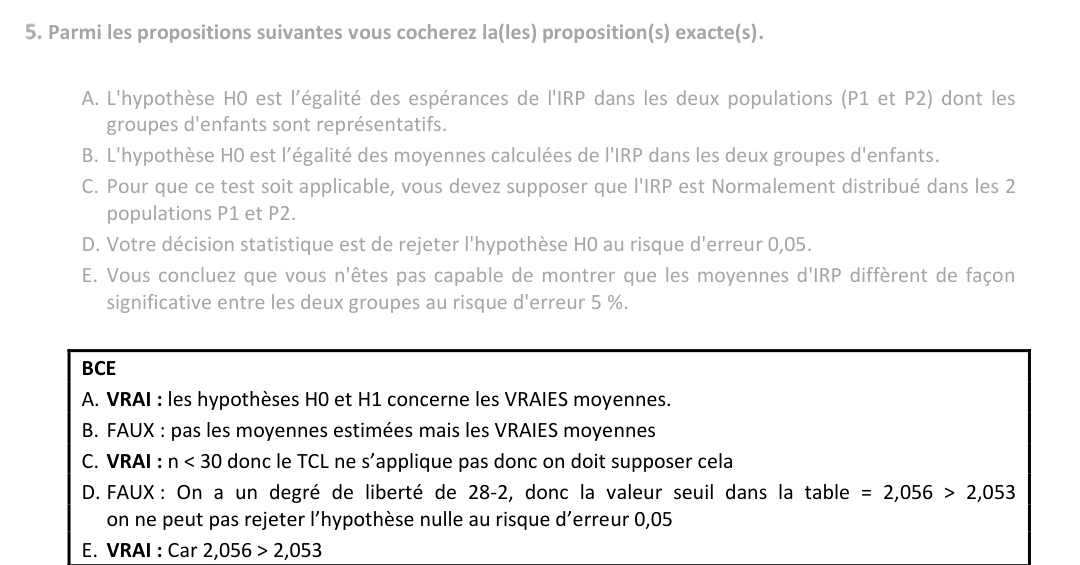 5. Parmi les propositions suivantes vous cocherez la(les) proposition(s) exacte(s).
A. L'hypothèse H0 est l’égalité des espérances de l'IRP dans les deux populations (P1 et P2) dont les
groupes d'enfants sont représentatifs.
B. L'hypothèse H0 est l’égalité des moyennes calculées de l'IRP dans les deux groupes d'enfants.
C. Pour que ce test soit applicable, vous devez supposer que l'IRP est Normalement distribué dans les 2
populations P1 et P2.
D. Votre décision statistique est de rejeter l'hypothèse H0 au risque d'erreur 0,05.
E. Vous concluez que vous n'êtes pas capable de montrer que les moyennes d'IRP diffèrent de façon
significative entre les deux groupes au risque d'erreur 5 %.
BCE
A. VRAI : les hypothèses H0 et H1 concerne les VRAIES moyennes.
B. FAUX : pas les moyennes estimées mais les VRAIES moyennes
C. VRAI : n < 30 donc le TCL ne s’applique pas donc on doit supposer cela
D. FAUX : On a un degré de liberté de 28-2, donc la valeur seuil dans la table = 2,056 > 2,053
on ne peut pas rejeter l’hypothèse nulle au risque d’erreur 0,05
E. VRAI : Car 2,056 > 2,053